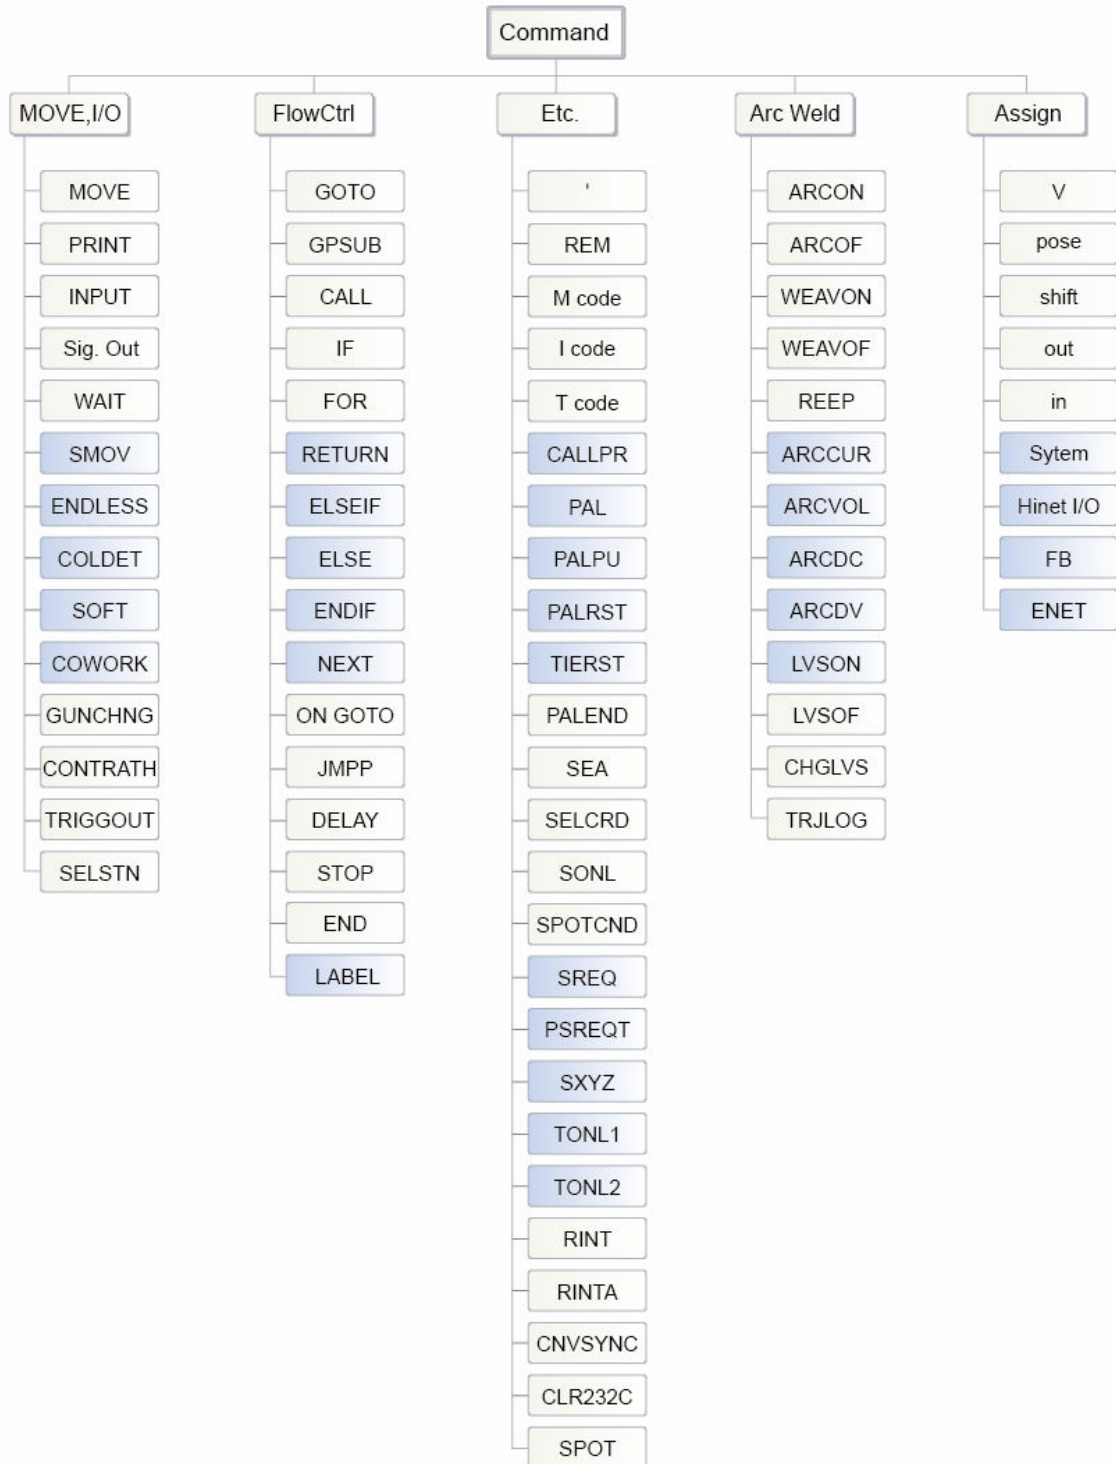 Command
MOVE,I/O
FlowCtrl
Etc.
Arc Weld
Assign
MOVE
PRINT
INPUT
Sig. Out
WAIT
SMOV
ENDLESS
COLDET
SOFT
COWORK
GUNCHNG
CONTRATH
TRIGGOUT
SELSTN
GOTO
GPSUB
CALL
IF
FOR
RETURN
ELSEIF
ELSE
ENDIF
NEXT
ON GOTO
JMPP
DELAY
STOP
END
LABEL
'
REM
M code
I code
T code
CALLPR
PAL
PALPU
PALRST
TIERST
PALEND
SEA
SELCRD
SONL
SPOTCND
SREQ
PSREQT
SXYZ
TONL1
TONL2
RINT
RINTA
CNVSYNC
CLR232C
SPOT
ARCON
ARCOF
WEAVON
WEAVOF
REEP
ARCCUR
ARCVOL
ARCDC
ARCDV
LVSON
LVSOF
CHGLVS
TRJLOG
V
pose
shift
out
in
Sytem
Hinet I/O
FB
ENET